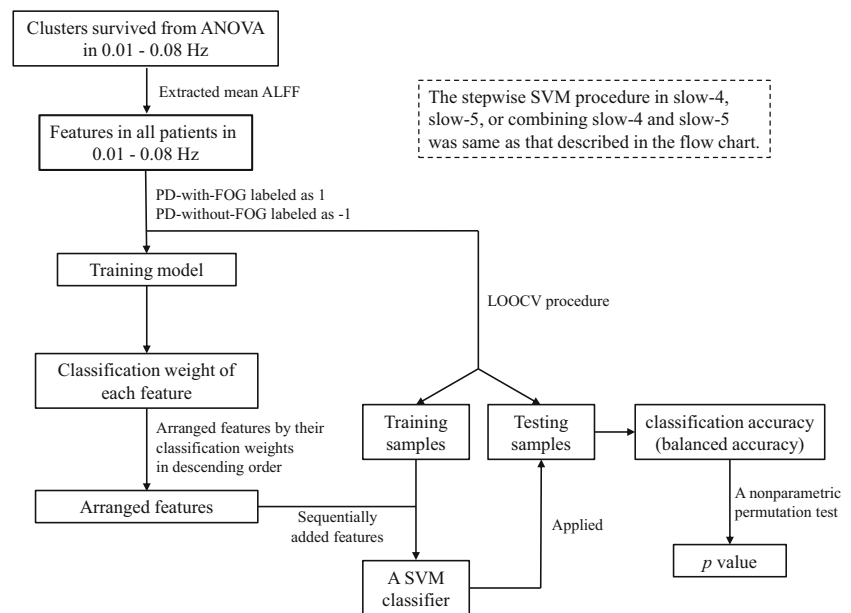 Clusters survived from ANOVA
in 0.01 - 0.08 Hz
Extracted mean ALFF
The stepwise SVM procedure in slow-4,
slow-5, or combining slow-4 and slow-5
was same as that described in the flow chart.
Features in all patients in
0.01 - 0.08 Hz
PD-with-FOG labeled as 1
PD-without-FOG labeled as -1
Training model
LOOCV procedure
Classification weight of
each feature
Training
samples
Testing
samples
classification accuracy
(balanced accuracy)
Arranged features by their
classification weights
in descending order
Arranged features
Sequentially
added features
Applied
A nonparametric
permutation test
A SVM
classifier
p value